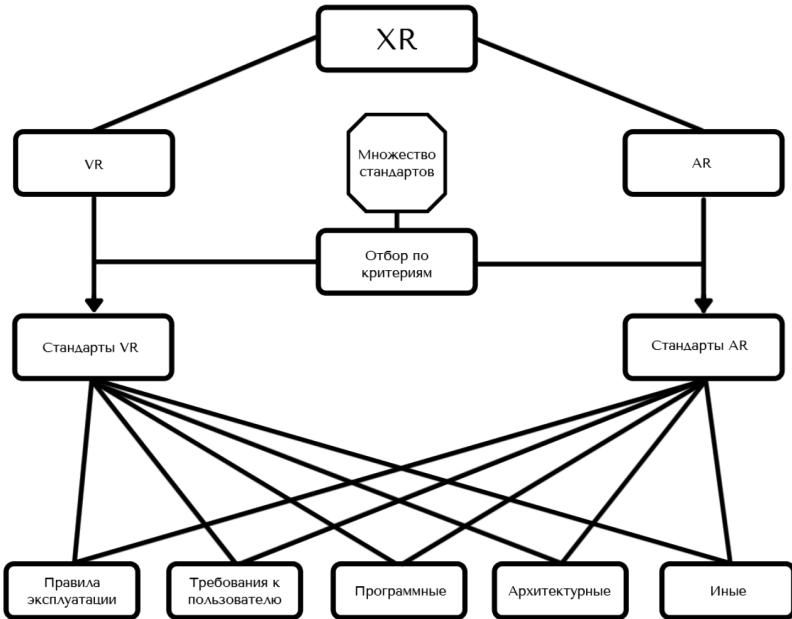 XR
VR
Множество
стандартов
AR
Отбор по
критериям
Стандарты VR
Стандарты AR
Правила
эксплуатации
Требования к
пользователю
Программные
Архитектурные
Иные